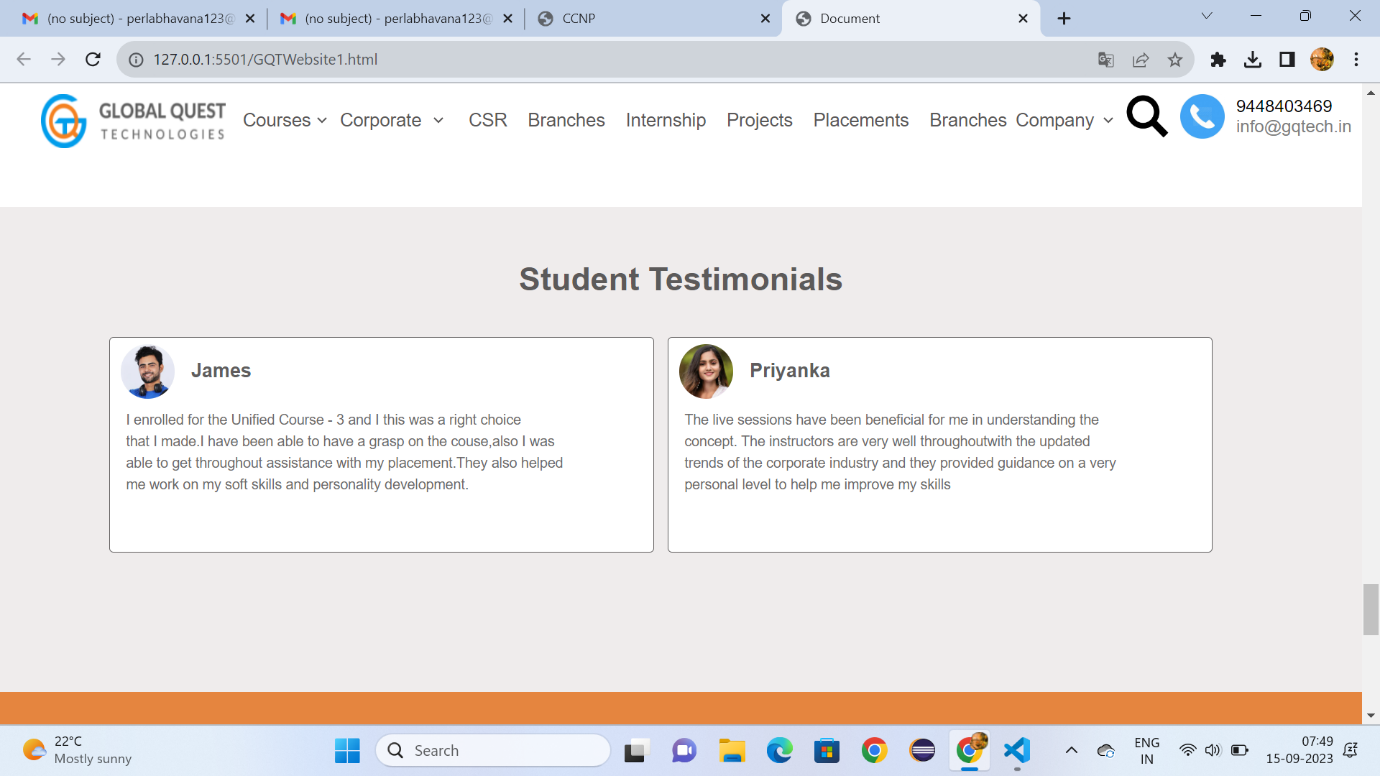 (no subject) - perlabhavana123@
(no subject) - perlabhavana123@
CCNP
Document
127.0.0.1:5501/GQTWebsite1.html
GLOBAL QUEST
TECHNOLOGIES
Courses
Corporate
CSR
Branches
Internship
Projects
Placements
Branches
Company
9448403469
info@gqtech.in
Student Testimonials
James
I enrolled for the Unified Course - 3 and I this was a right choice
that I made.I have been able to have a grasp on the couse,also I was
able to get throughout assistance with my placement.They also helped
me work on my soft skills and personality development.
Priyanka
The live sessions have been beneficial for me in understanding the
concept. The instructors are very well throughoutwith the updated
trends of the corporate industry and they provided guidance on a very
personal level to help me improve my skills
22°C
Mostly sunny
Search
ENG
IN
07:49
15-09-2023